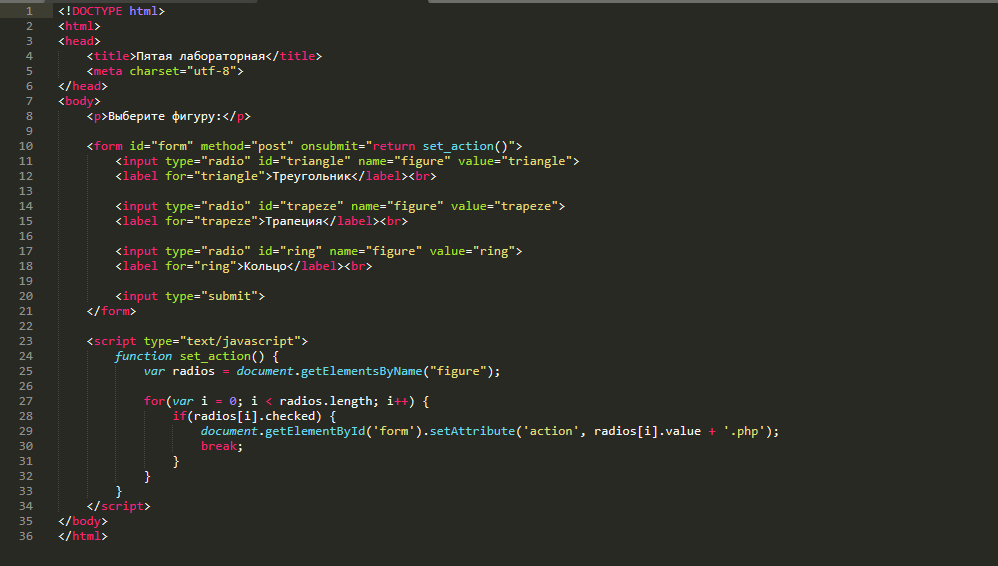 1 <!DOCTYPE html>
2 <html>
3 <head>
4     <title>Пятая лабораторная</title>
5     <meta charset="utf-8">
6 </head>
7 <body>
8     <p>Выберите фигуру:</p>
9
10     <form id="form" method="post" onsubmit="return set_action()">
11         <input type="radio" id="triangle" name="figure" value="triangle">
12         <label for="triangle">Треугольник</label><br>
13
14         <input type="radio" id="trapeze" name="figure" value="trapeze">
15         <label for="trapeze">Трапеция</label><br>
16
17         <input type="radio" id="ring" name="figure" value="ring">
18         <label for="ring">Кольцо</label><br>
19
20         <input type="submit">
21     </form>
22
23     <script type="text/javascript">
24         function set_action() {
25             var radios = document.getElementsByName("figure");
26
27             for(var i = 0; i < radios.length; i++) {
28                 if(radios[i].checked) {
29                     document.getElementById('form').setAttribute('action', radios[i].value + '.php');
30                     break;
31                 }
32             }
33         }
34     </script>
35 </body>
36 </html>